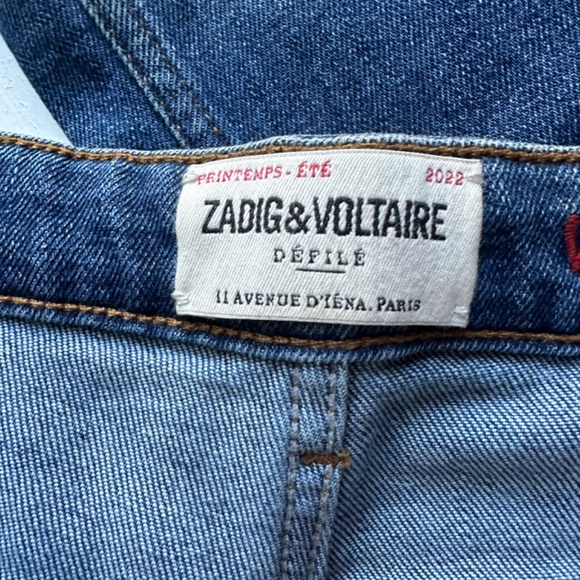 PRINTEMPS - ÉTÉ 2022
ZADIG&VOLTAIRE
DÉFILÉ
11 AVENUE D'IÉNA. PARIS